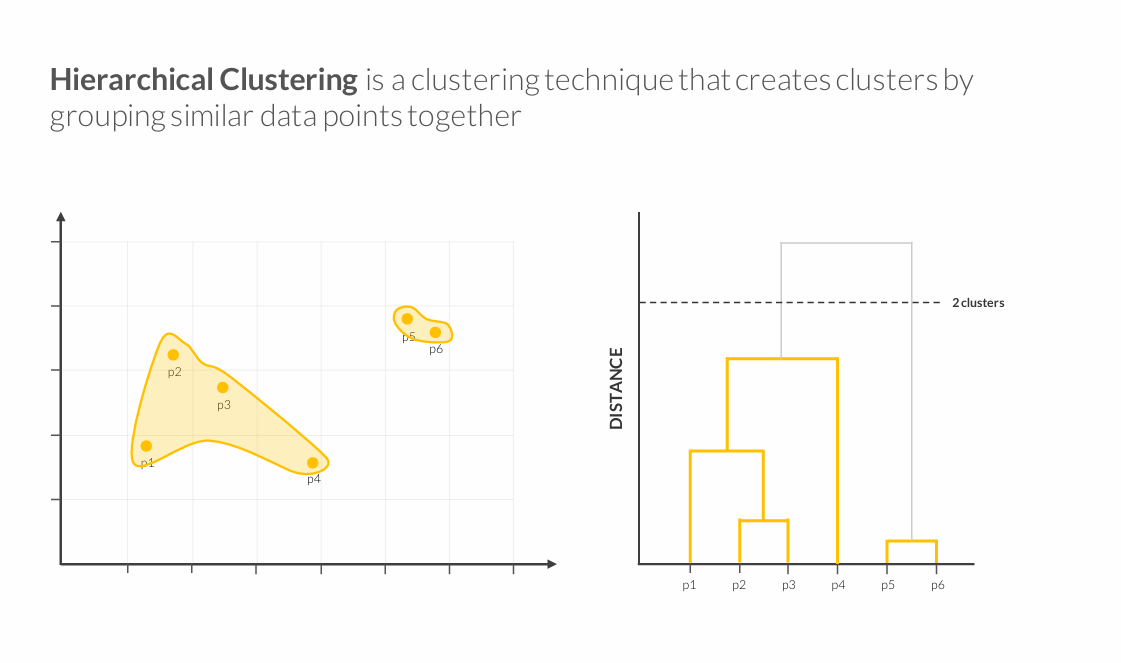 Hierarchical Clustering is a clustering technique that creates clusters by
grouping similar data points together
p5
p6
p2
p3
p1
p4
DISTANCE
2 clusters
p1 p2 p3 p4 p5 p6